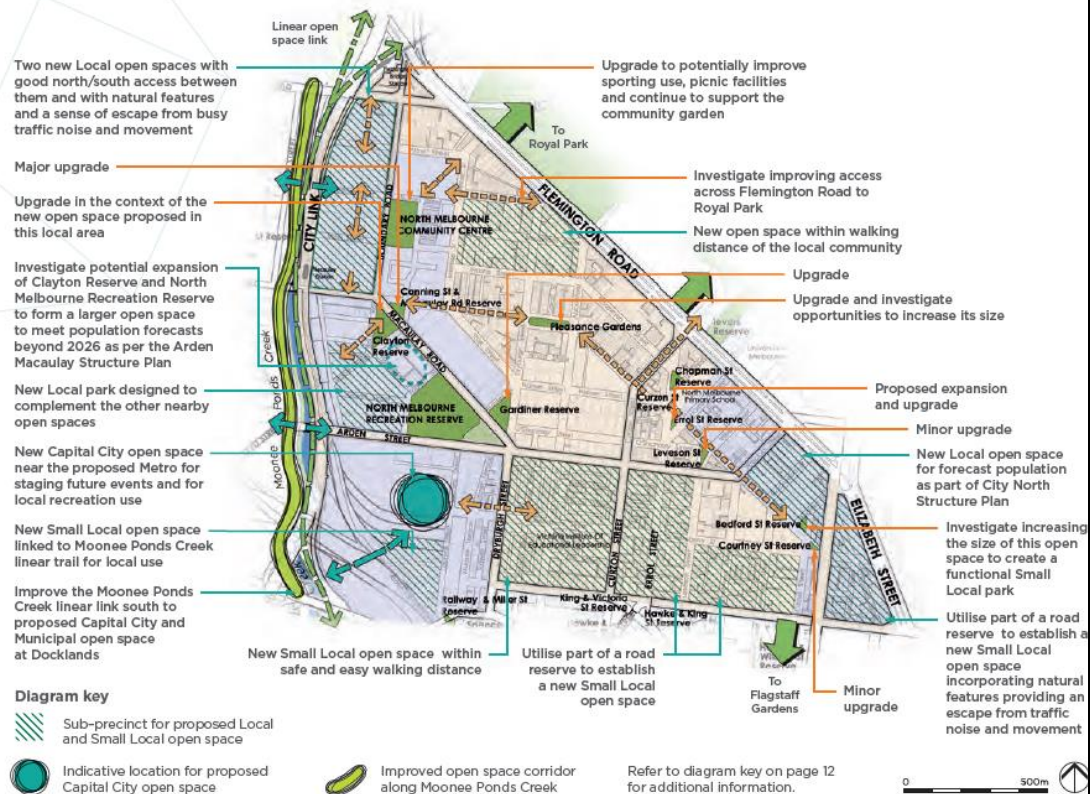 Linear open
space link
Two new Local open spaces with
good north/south access between
them and with natural features
and a sense of escape from busy
traffic noise and movement
Major upgrade
Upgrade in the context of the
new open space proposed in
this local area
Investigate potential expansion
of Clayton Reserve and North
Melbourne Recreation Reserve
to form a larger open space
to meet population forecasts
beyond 2026 as per the Arden
Macaulay Structure Plan
New Local park designed to
complement the other nearby
open spaces
New Capital City open space
near the proposed Metro for
staging future events and for
local recreation use
New Small Local open space
linked to Moonee Ponds Creek
linear trail for local use
Improve the Moonee Ponds
Creek linear link south to
proposed Capital City and
Municipal open space
at Docklands
Upgrade to potentially improve
sporting use, picnic facilities
and continue to support the
community garden
To
Royal Park
Investigate improving access
across Flemington Road to
Royal Park
New open space within walking
distance of the local community
Upgrade
Upgrade and investigate
opportunities to increase its size
Proposed expansion
and upgrade
Minor upgrade
New Local open space
for forecast population
as part of City North
Structure Plan
Investigate increasing
the size of this open
space to create a
functional Small
Local park
Utilise part of a road
reserve to establish a
new Small Local
open space
incorporating natural
features providing an
escape from traffic
noise and movement
CITY LINK
FLEMINGTON ROAD
NORTH MELBOURNE
COMMUNITY CENTRE
Canning St &
Macaulay Rd Reserve
MACAULAY ROAD
Clayton
Reserve
Pleasance Gardens
Moonee Ponds Creek
NORTH MELBOURNE
RECREATION RESERVE
Gardiner Reserve
ARDEN STREET
Chapman St
Reserve
North Melbourne
Primary School
Curzon St
Reserve
Errol St Reserve
Leveson St
Reserve
DRYBURGH STREET
CURZON STREET
ERROL STREET
ELIZABETH STREET
Bedford St Reserve
Courtney St Reserve
Railway & Miller St
Reserve
King & Victoria
St Reserve
Hawke & King
St Reserve
New Small Local open space within
safe and easy walking distance
Utilise part of a road
reserve to establish
a new Small Local
open space
To
Flagstaff
Gardens
Minor
upgrade
Diagram key
Sub-precinct for proposed Local
and Small Local open space
Indicative location for proposed
Capital City open space
Improved open space corridor
along Moonee Ponds Creek
Refer to diagram key on page 12
for additional information.
0 500m